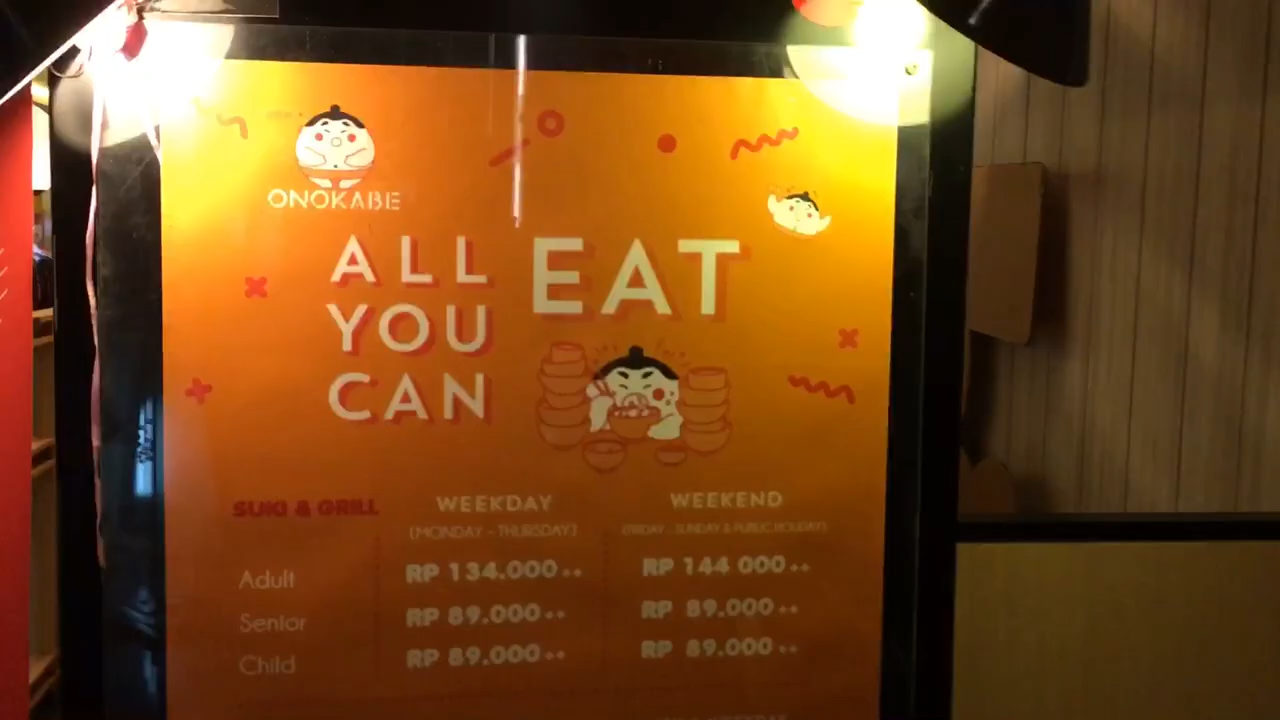 ONOKABE
ALL
YOU
CAN
EAT
SUKI & GRILL
WEEKDAY
(MONDAY - THURSDAY)
WEEKEND
(FRIDAY - SUNDAY & PUBLIC HOLIDAY)
Adult RP 134.000++ RP 144 000++
Senior RP 89.000++ RP 89.000++
Child RP 89.000++ RP 89.000++